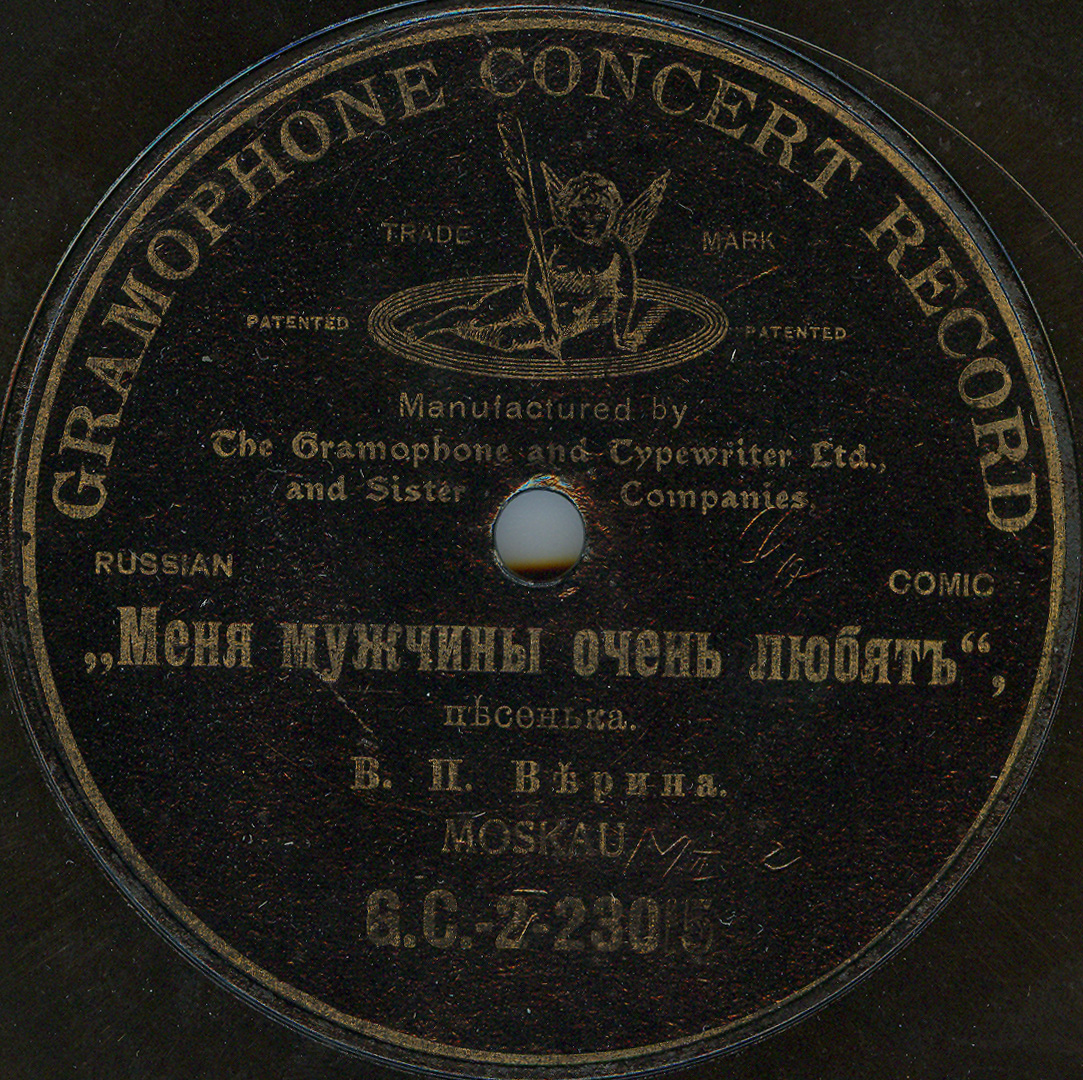 GRAMOPHONE CONCERT RECORD
TRADE MARK
PATENTED PATENTED
Manufactured by
The Gramophone and Typewriter Ltd.,
and Sister Companies,
RUSSIAN COMIC
„Меня мужчины очень любятъ“,
пѣсенька.
В. П. Вѣрина.
MOSKAU
G.C.-2-23015